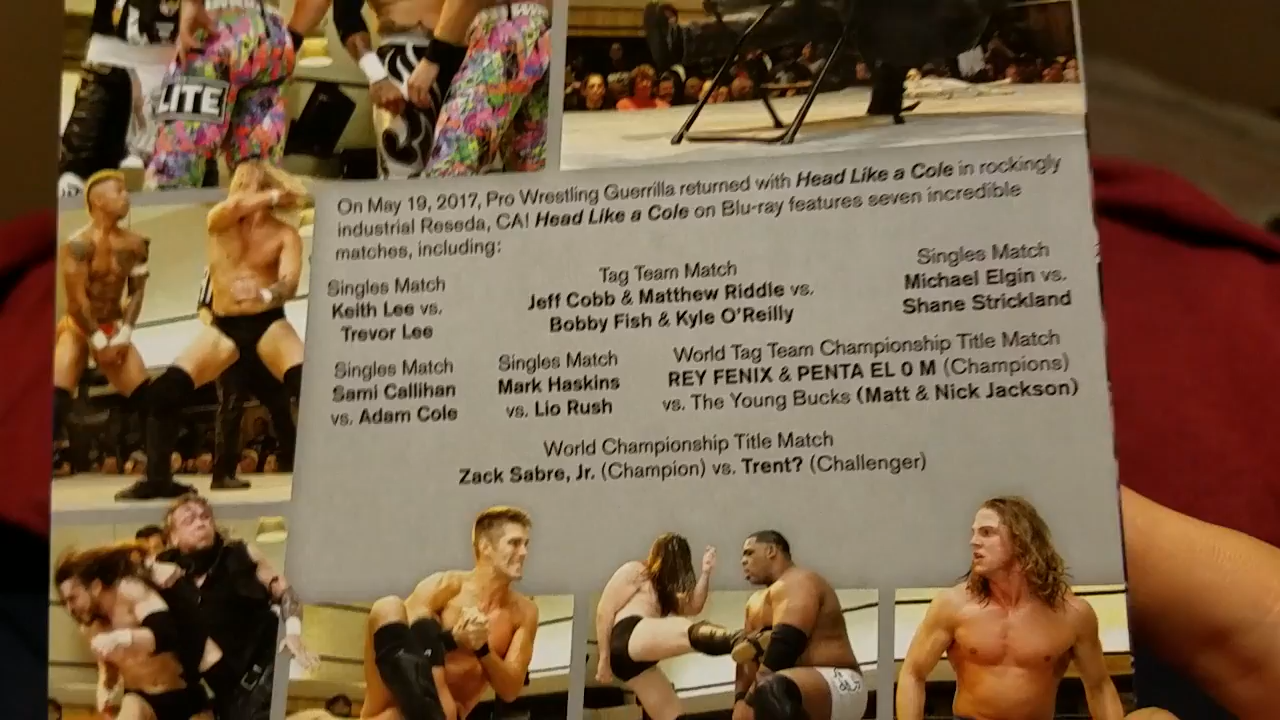 LITE
On May 19, 2017, Pro Wrestling Guerrilla returned with Head Like a Cole in rockingly
industrial Reseda, CA! Head Like a Cole on Blu-ray features seven incredible
matches, including:
Singles Match
Keith Lee vs.
Trevor Lee
Tag Team Match
Jeff Cobb & Matthew Riddle vs.
Bobby Fish & Kyle O'Reilly
Singles Match
Michael Elgin vs.
Shane Strickland
Singles Match
Sami Callihan
vs. Adam Cole
Singles Match
Mark Haskins
vs. Lio Rush
World Tag Team Championship Title Match
REY FENIX & PENTA EL 0 M (Champions)
vs. The Young Bucks (Matt & Nick Jackson)
World Championship Title Match
Zack Sabre, Jr. (Champion) vs. Trent? (Challenger)